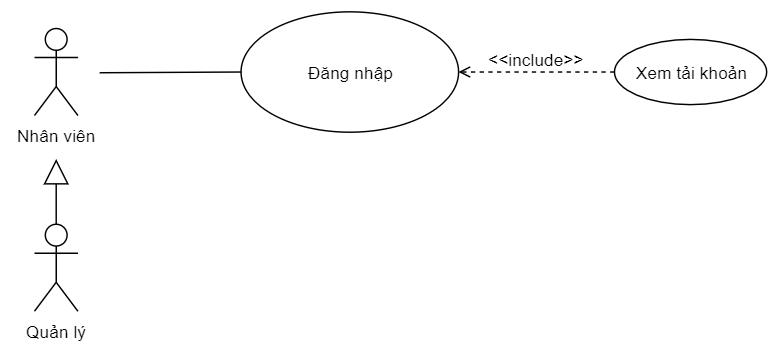 <<include>>
Đăng nhập
Xem tải khoản
Nhân viên
Quản lý